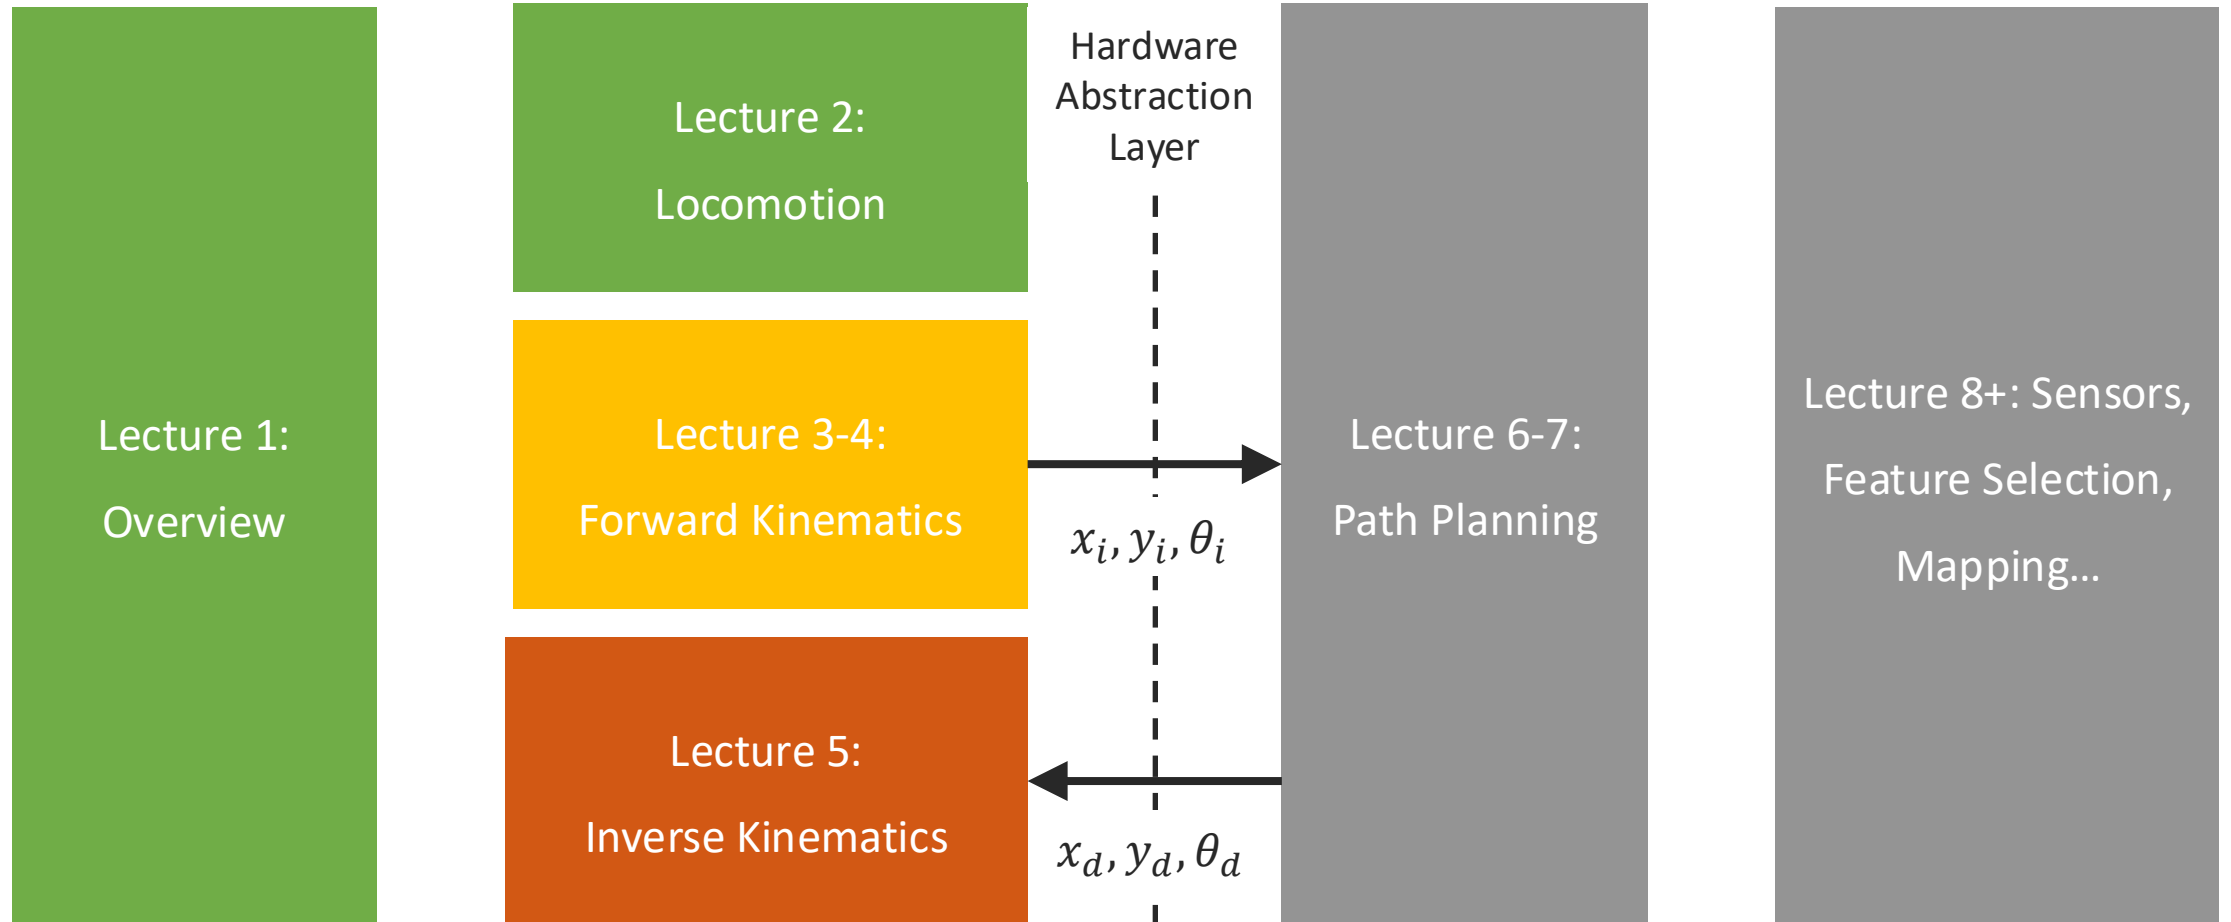 Lecture 1:
Overview
Lecture 2:
Locomotion
Lecture 3-4:
Forward Kinematics
Lecture 5:
Inverse Kinematics
Hardware
Abstraction
Layer
x_i, y_i, θ_i
x_d, y_d, θ_d
Lecture 6-7:
Path Planning
Lecture 8+: Sensors,
Feature Selection,
Mapping...